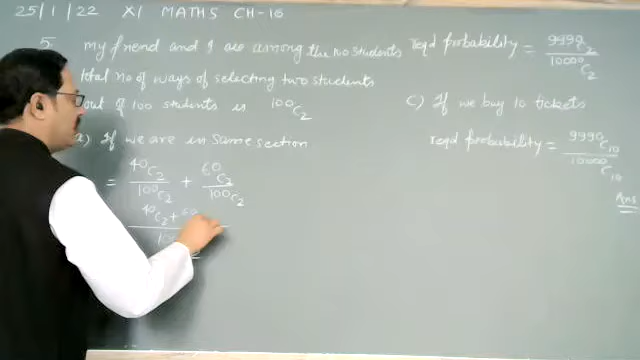 25/1/22 XI MATHS CH-16
5. my friend and I are among the 100 students
total no of ways of selecting two students
out of 100 students is ¹⁰⁰C₂
a) If we are in same section
= ⁴⁰C₂/¹⁰⁰C₂ + ⁶⁰C₂/¹⁰⁰C₂
⁴⁰C₂+
reqd probability = ⁹⁹⁹⁰C₂/¹⁰⁰⁰⁰C₂
c) If we buy 10 tickets
reqd probability = ⁹⁹⁹⁰C₁₀/¹⁰⁰⁰⁰C₁₀
Ans